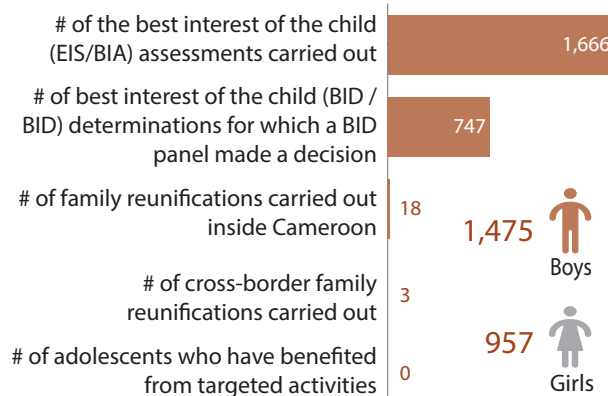 # of the best interest of the child
(EIS/BIA) assessments carried out
1,666
# of best interest of the child (BID /
BID) determinations for which a BID
panel made a decision
747
# of family reunifications carried out
inside Cameroon
18
1,475
Boys
# of cross-border family
reunifications carried out
3
957
Girls
# of adolescents who have benefited
from targeted activities
0